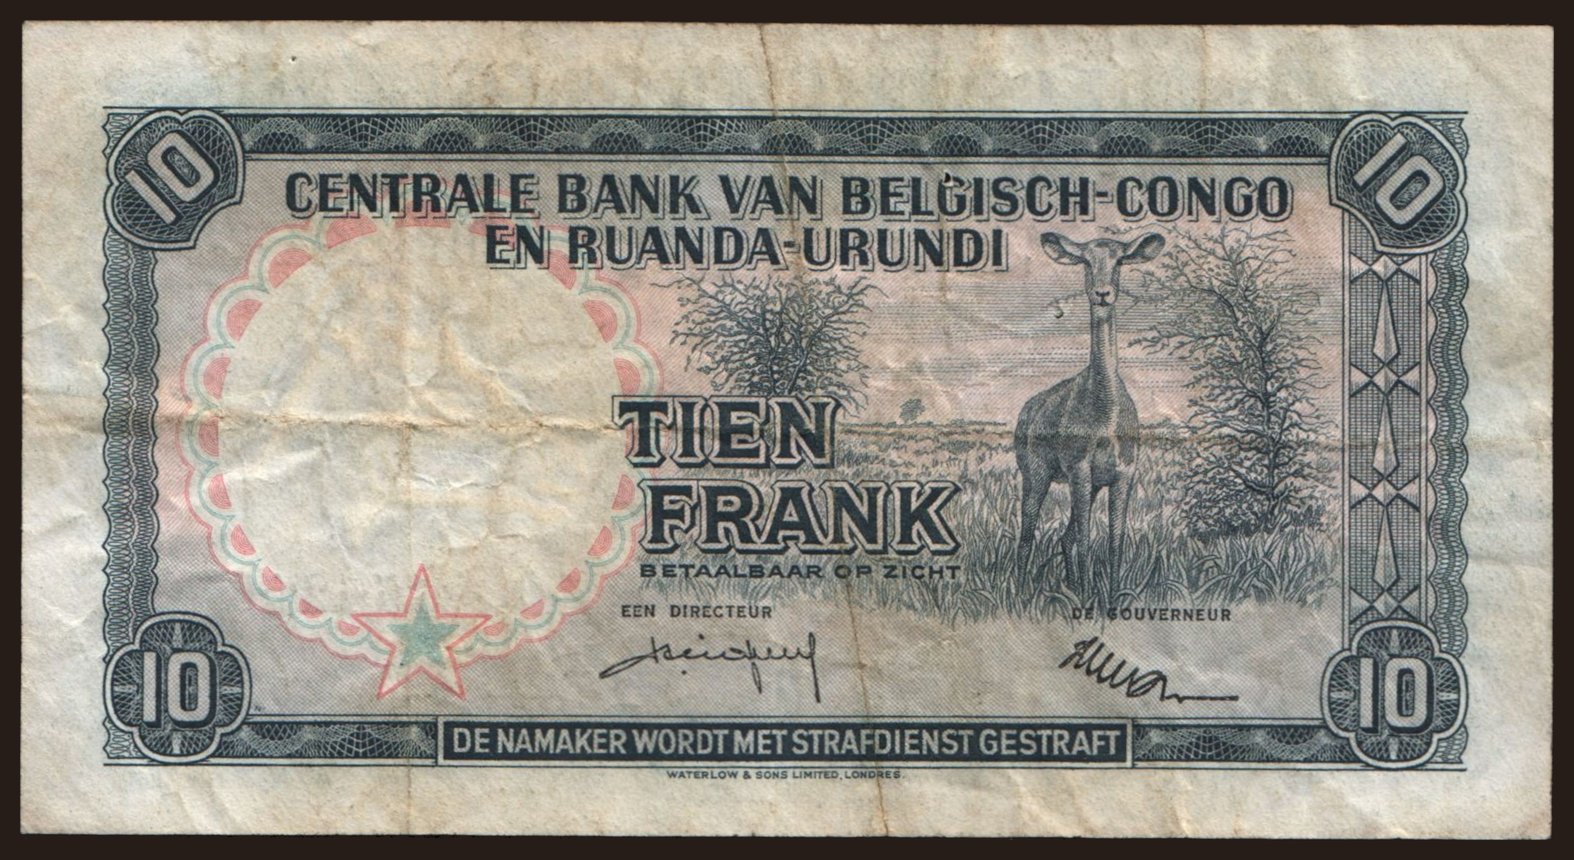 10
10
CENTRALE BANK VAN BELGISCH-CONGO
EN RUANDA-URUNDI
TIEN
FRANK
BETAALBAAR OP ZICHT
EEN DIRECTEUR
DE GOUVERNEUR
10
10
DE NAMAKER WORDT MET STRAFDIENST GESTRAFT
WATERLOW & SONS LIMITED, LONDRES.